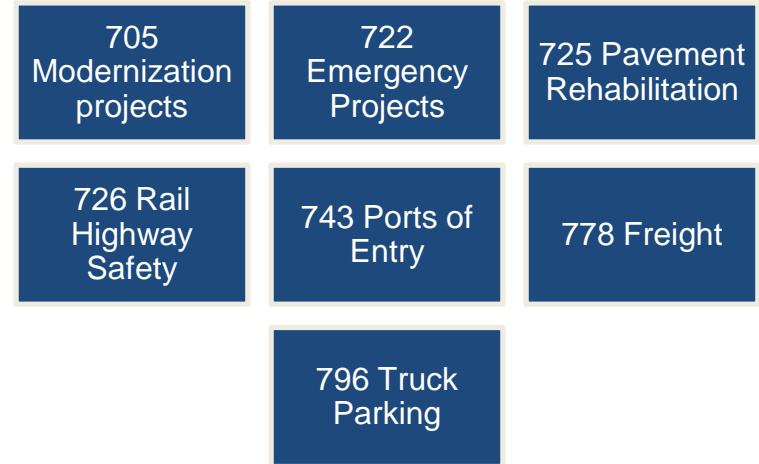 705
Modernization
projects
722
Emergency
Projects
725 Pavement
Rehabilitation
726 Rail
Highway
Safety
743 Ports of
Entry
778 Freight
796 Truck
Parking